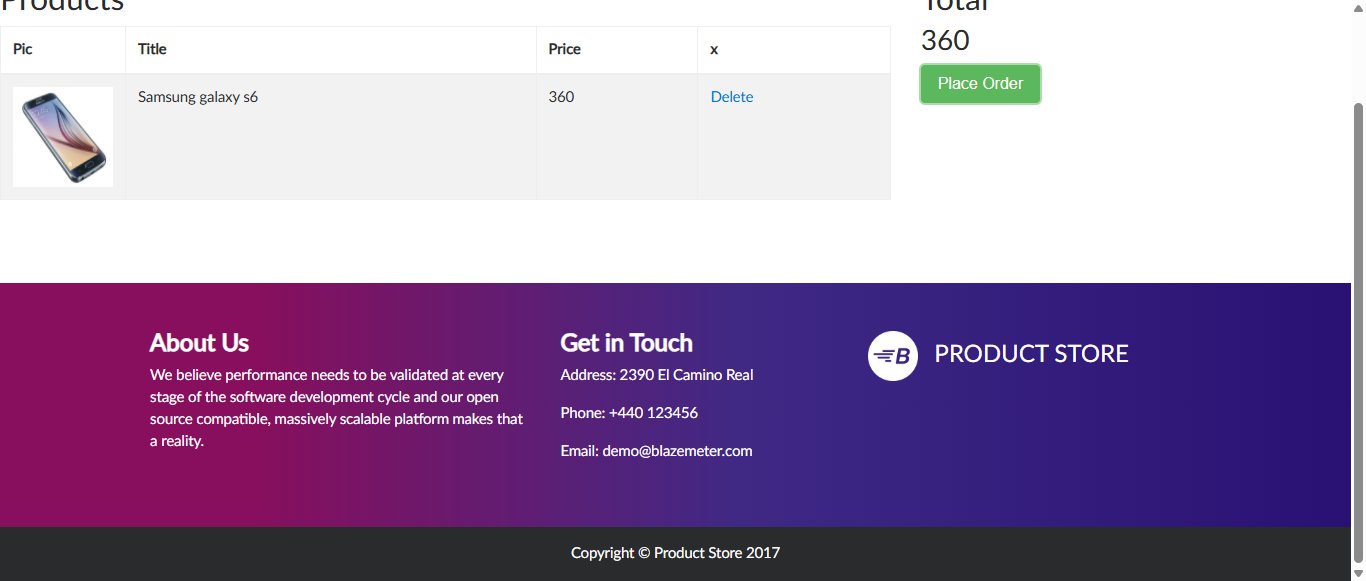 Products
Total
360
Place Order
Pic Title Price x
Samsung galaxy s6 360 Delete
About Us
We believe performance needs to be validated at every
stage of the software development cycle and our open
source compatible, massively scalable platform makes that
a reality.
Get in Touch
Address: 2390 El Camino Real
Phone: +440 123456
Email: demo@blazemeter.com
B PRODUCT STORE
Copyright © Product Store 2017